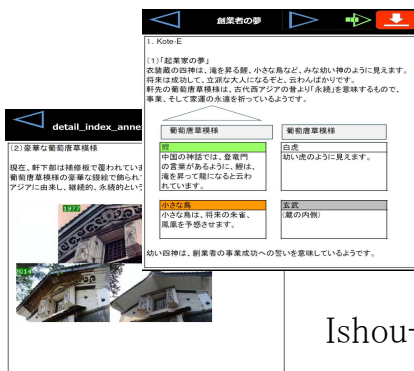 創業者の夢
1. Kote-E
(1)「起業家の夢」
衣装蔵の四神は、滝を昇る鯉、小さな鳥など、みな幼い神のように見えます。
将来は成功して、立派な大人になるぞと、云わんばかりです。
軒先の葡萄唐草模様は、古代西アジアの昔より「永続」を意味するもので、
事業、そして家運の永遠を祈っているようです。
葡萄唐草模様
葡萄唐草模様
鯉
中国の神話では、登竜門
の言葉があるように、鯉は、
滝を昇って龍になると云わ
れています。
白虎
幼い虎のように見えます。
小さな鳥
小さな鳥は、将来の朱雀、
鳳凰を予感させます。
玄武
(蔵の内側)
幼い四神は、創業者の事業成功への誓いを意味しているようです。
detail_index_anne
(2)豪華な葡萄唐草模様
現在、軒下部は補修板で覆われていま
葡萄唐草模様の豪華な鏝絵で飾られ
アジアに由来し、継続的、永続的という
1977
2014
Ishou-